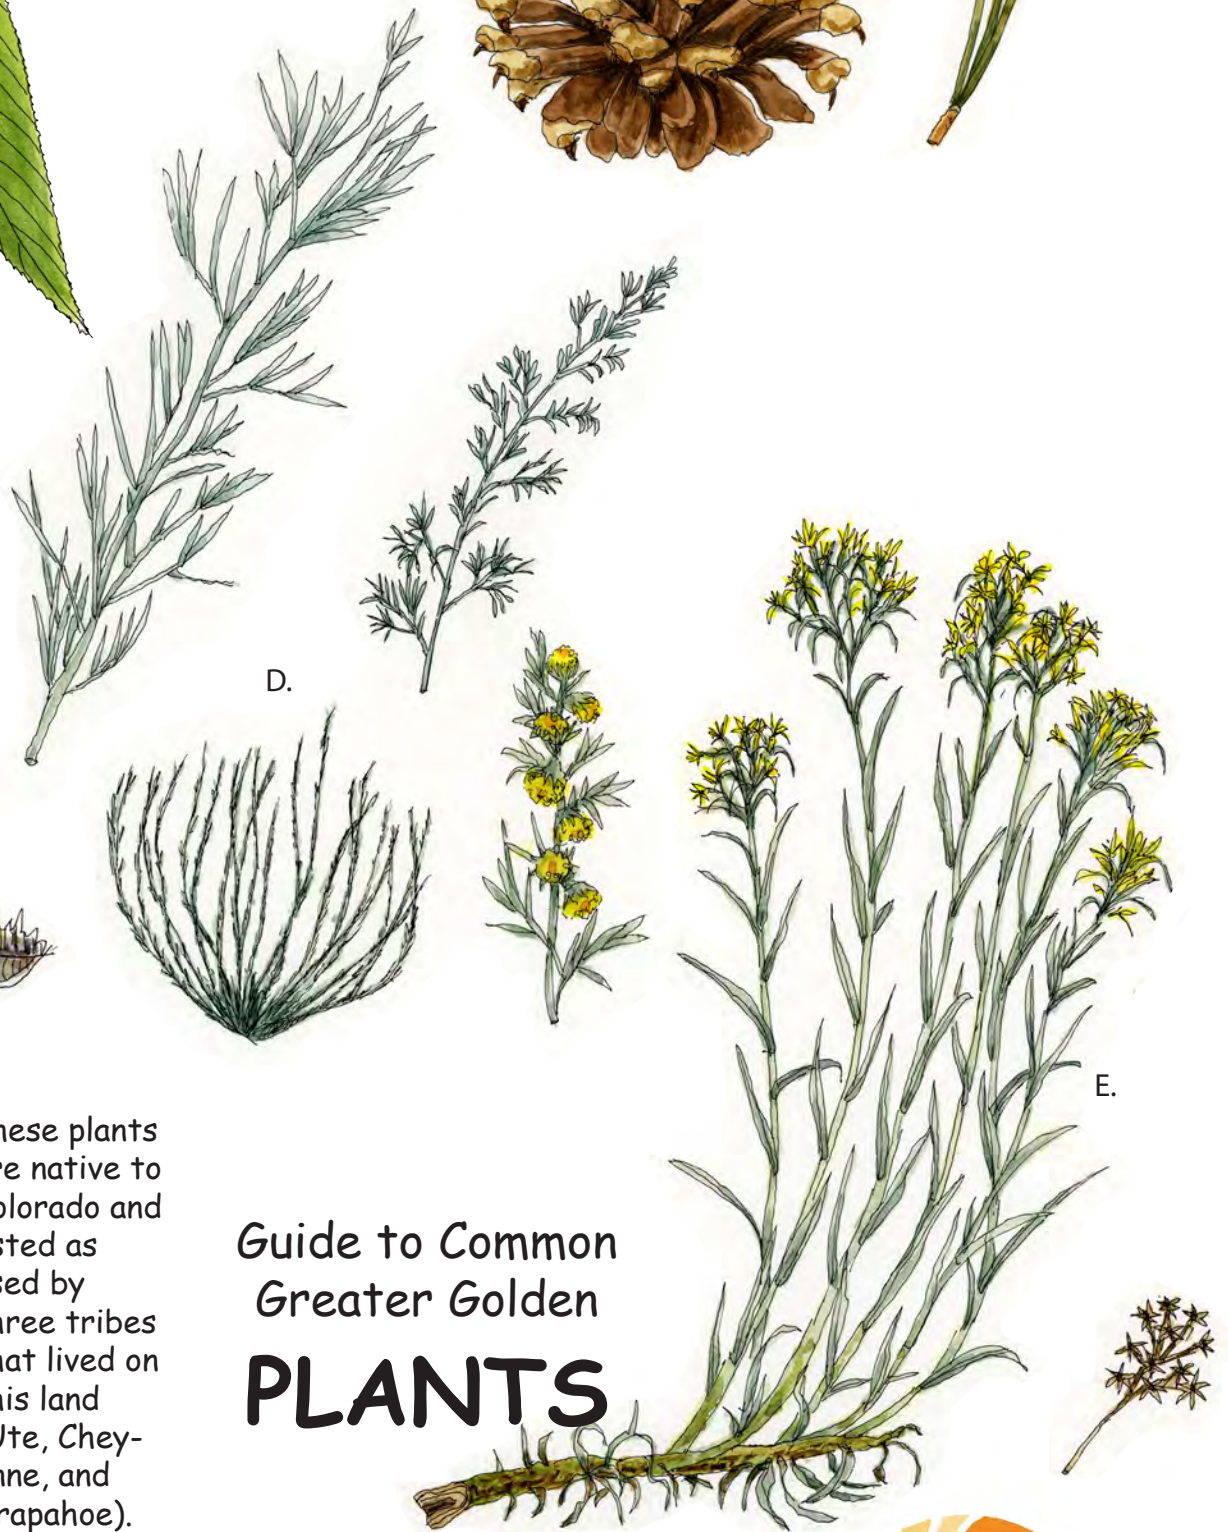 D.
E.
hese plants
re native to
olorado and
sted as
sed by
hree tribes
hat lived on
his land
Ute, Chey-
nne, and
rapahoe).
Guide to Common
Greater Golden
PLANTS